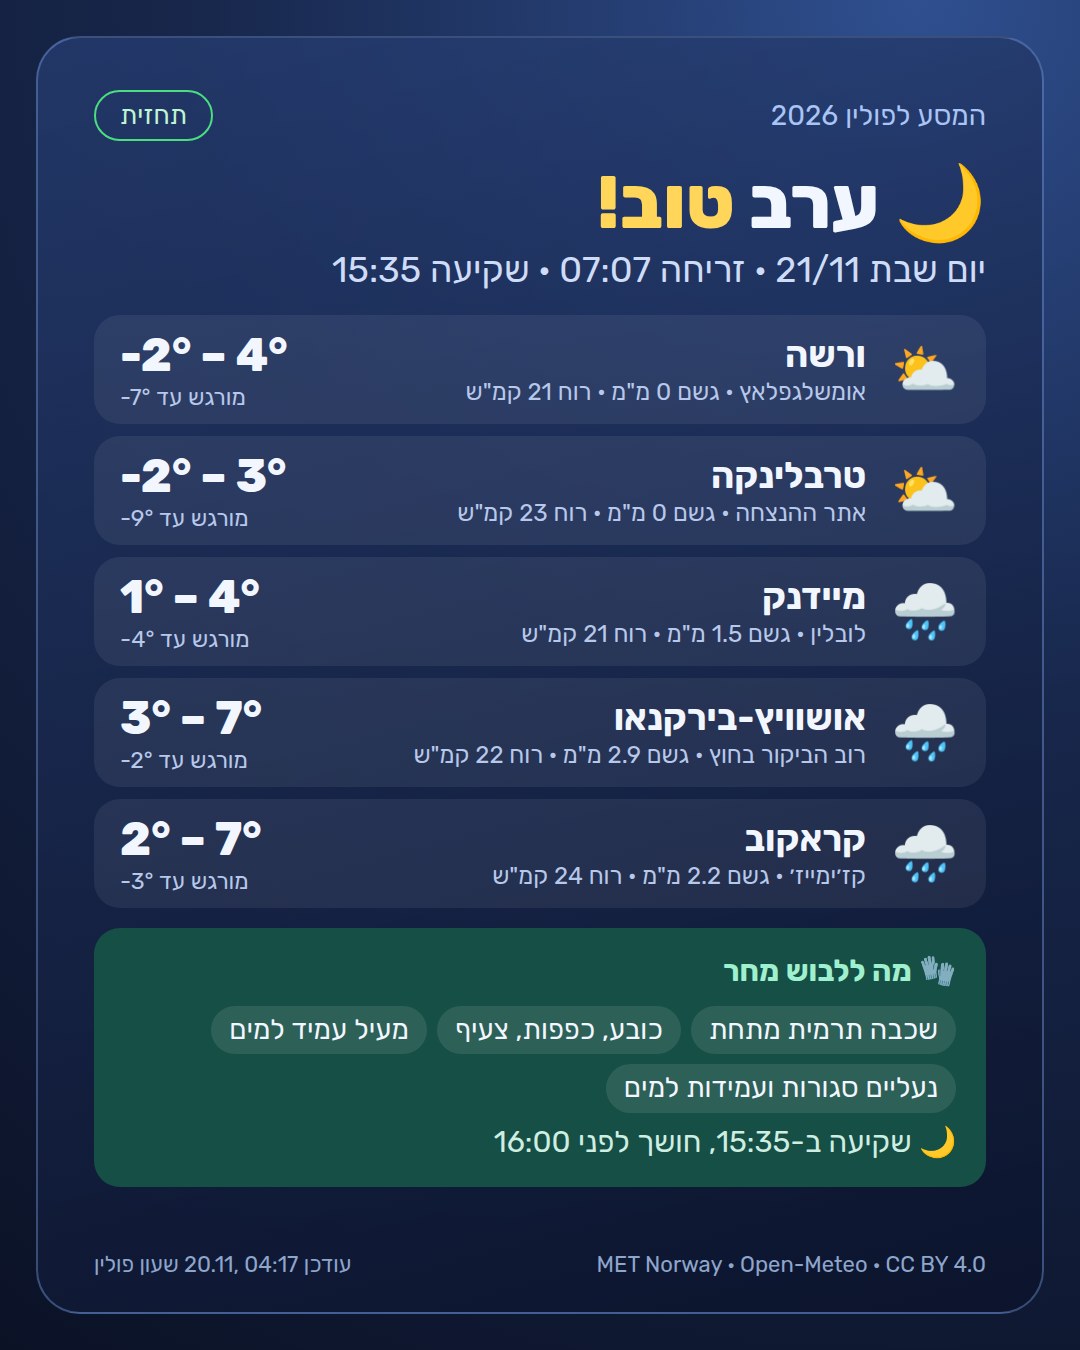 המסע לפולין 2026
תחזית
ערב טוב!
יום שבת 21/11 • זריחה 07:07 • שקיעה 15:35
ורשה
אומשלגפלאץ • גשם 0 מ"מ • רוח 21 קמ"ש
-2° – 4°
מורגש עד -7°
טרבלינקה
אתר ההנצחה • גשם 0 מ"מ • רוח 23 קמ"ש
-2° – 3°
מורגש עד -9°
מיידנק
לובלין • גשם 1.5 מ"מ • רוח 21 קמ"ש
1° – 4°
מורגש עד -4°
אושוויץ-בירקנאו
רוב הביקור בחוץ • גשם 2.9 מ"מ • רוח 22 קמ"ש
3° – 7°
מורגש עד -2°
קראקוב
קז׳ימייז׳ • גשם 2.2 מ"מ • רוח 24 קמ"ש
2° – 7°
מורגש עד -3°
מה ללבוש מחר
שכבה תרמית מתחת
כובע, כפפות, צעיף
מעיל עמיד למים
נעליים סגורות ועמידות למים
שקיעה ב-15:35, חושך לפני 16:00
MET Norway • Open-Meteo • CC BY 4.0
עודכן 04:17 ,20.11 שעון פולין